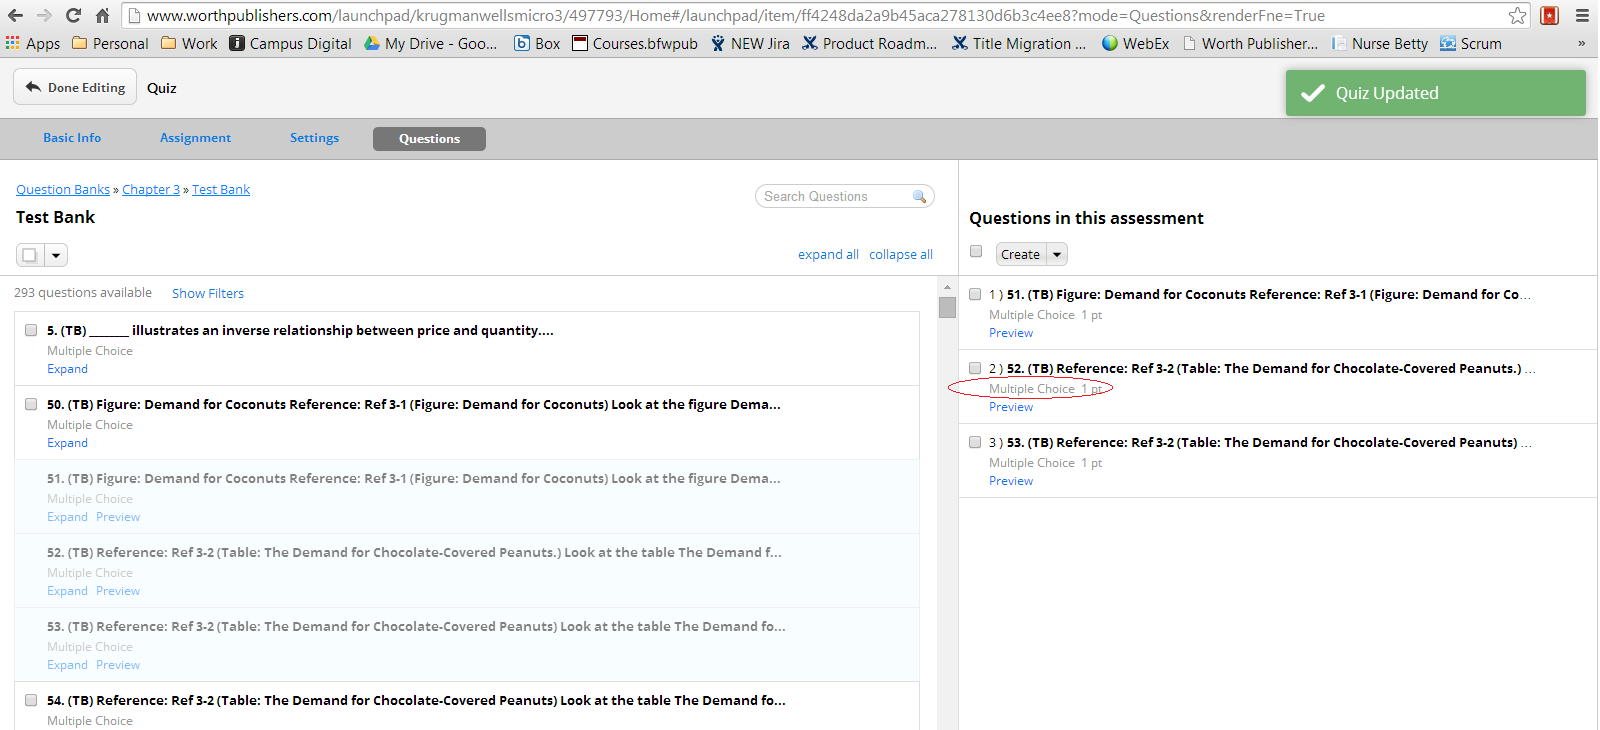 www.worthpublishers.com/launchpad/krugmanwellsmicro3/497793/Home#/launchpad/item/ff4248da2a9b45aca278130d6b3c4ee8?mode=Questions&renderFne=True
Apps Personal Work Campus Digital My Drive - Goo... Box Courses.bfwpub NEW Jira Product Roadm... Title Migration ... WebEx Worth Publisher... Nurse Betty Scrum »
Done Editing Quiz
Quiz Updated
Basic Info Assignment Settings Questions
Question Banks » Chapter 3 » Test Bank
Search Questions
Test Bank
expand all collapse all
293 questions available Show Filters
5. (TB) _______ illustrates an inverse relationship between price and quantity....
Multiple Choice
Expand
50. (TB) Figure: Demand for Coconuts Reference: Ref 3-1 (Figure: Demand for Coconuts) Look at the figure Dema...
Multiple Choice
Expand
51. (TB) Figure: Demand for Coconuts Reference: Ref 3-1 (Figure: Demand for Coconuts) Look at the figure Dema...
Multiple Choice
Expand Preview
52. (TB) Reference: Ref 3-2 (Table: The Demand for Chocolate-Covered Peanuts.) Look at the table The Demand f...
Multiple Choice
Expand Preview
53. (TB) Reference: Ref 3-2 (Table: The Demand for Chocolate-Covered Peanuts) Look at the table The Demand fo...
Multiple Choice
Expand Preview
54. (TB) Reference: Ref 3-2 (Table: The Demand for Chocolate-Covered Peanuts) Look at the table The Demand fo...
Multiple Choice
Questions in this assessment
Create
1 ) 51. (TB) Figure: Demand for Coconuts Reference: Ref 3-1 (Figure: Demand for Co...
Multiple Choice 1 pt
Preview
2 ) 52. (TB) Reference: Ref 3-2 (Table: The Demand for Chocolate-Covered Peanuts.) ...
Multiple Choice 1 pt
Preview
3 ) 53. (TB) Reference: Ref 3-2 (Table: The Demand for Chocolate-Covered Peanuts) ...
Multiple Choice 1 pt
Preview